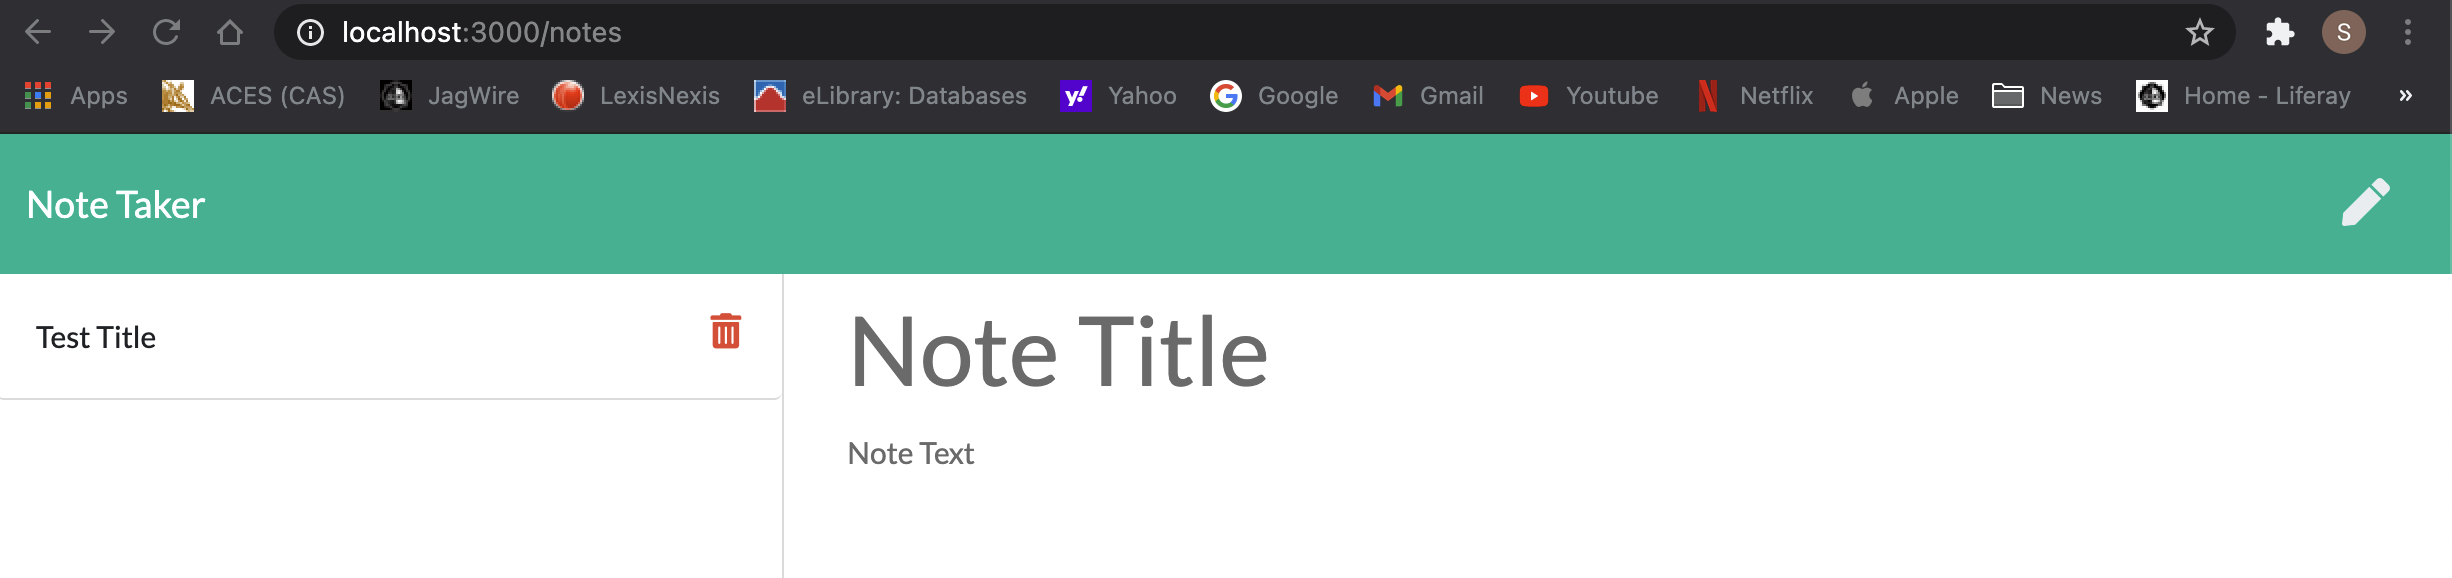 localhost:3000/notes
S
Apps ACES (CAS) JagWire LexisNexis eLibrary: Databases y! Yahoo Google Gmail Youtube Netflix Apple News Home - Liferay »
Note Taker
Test Title
Note Title
Note Text